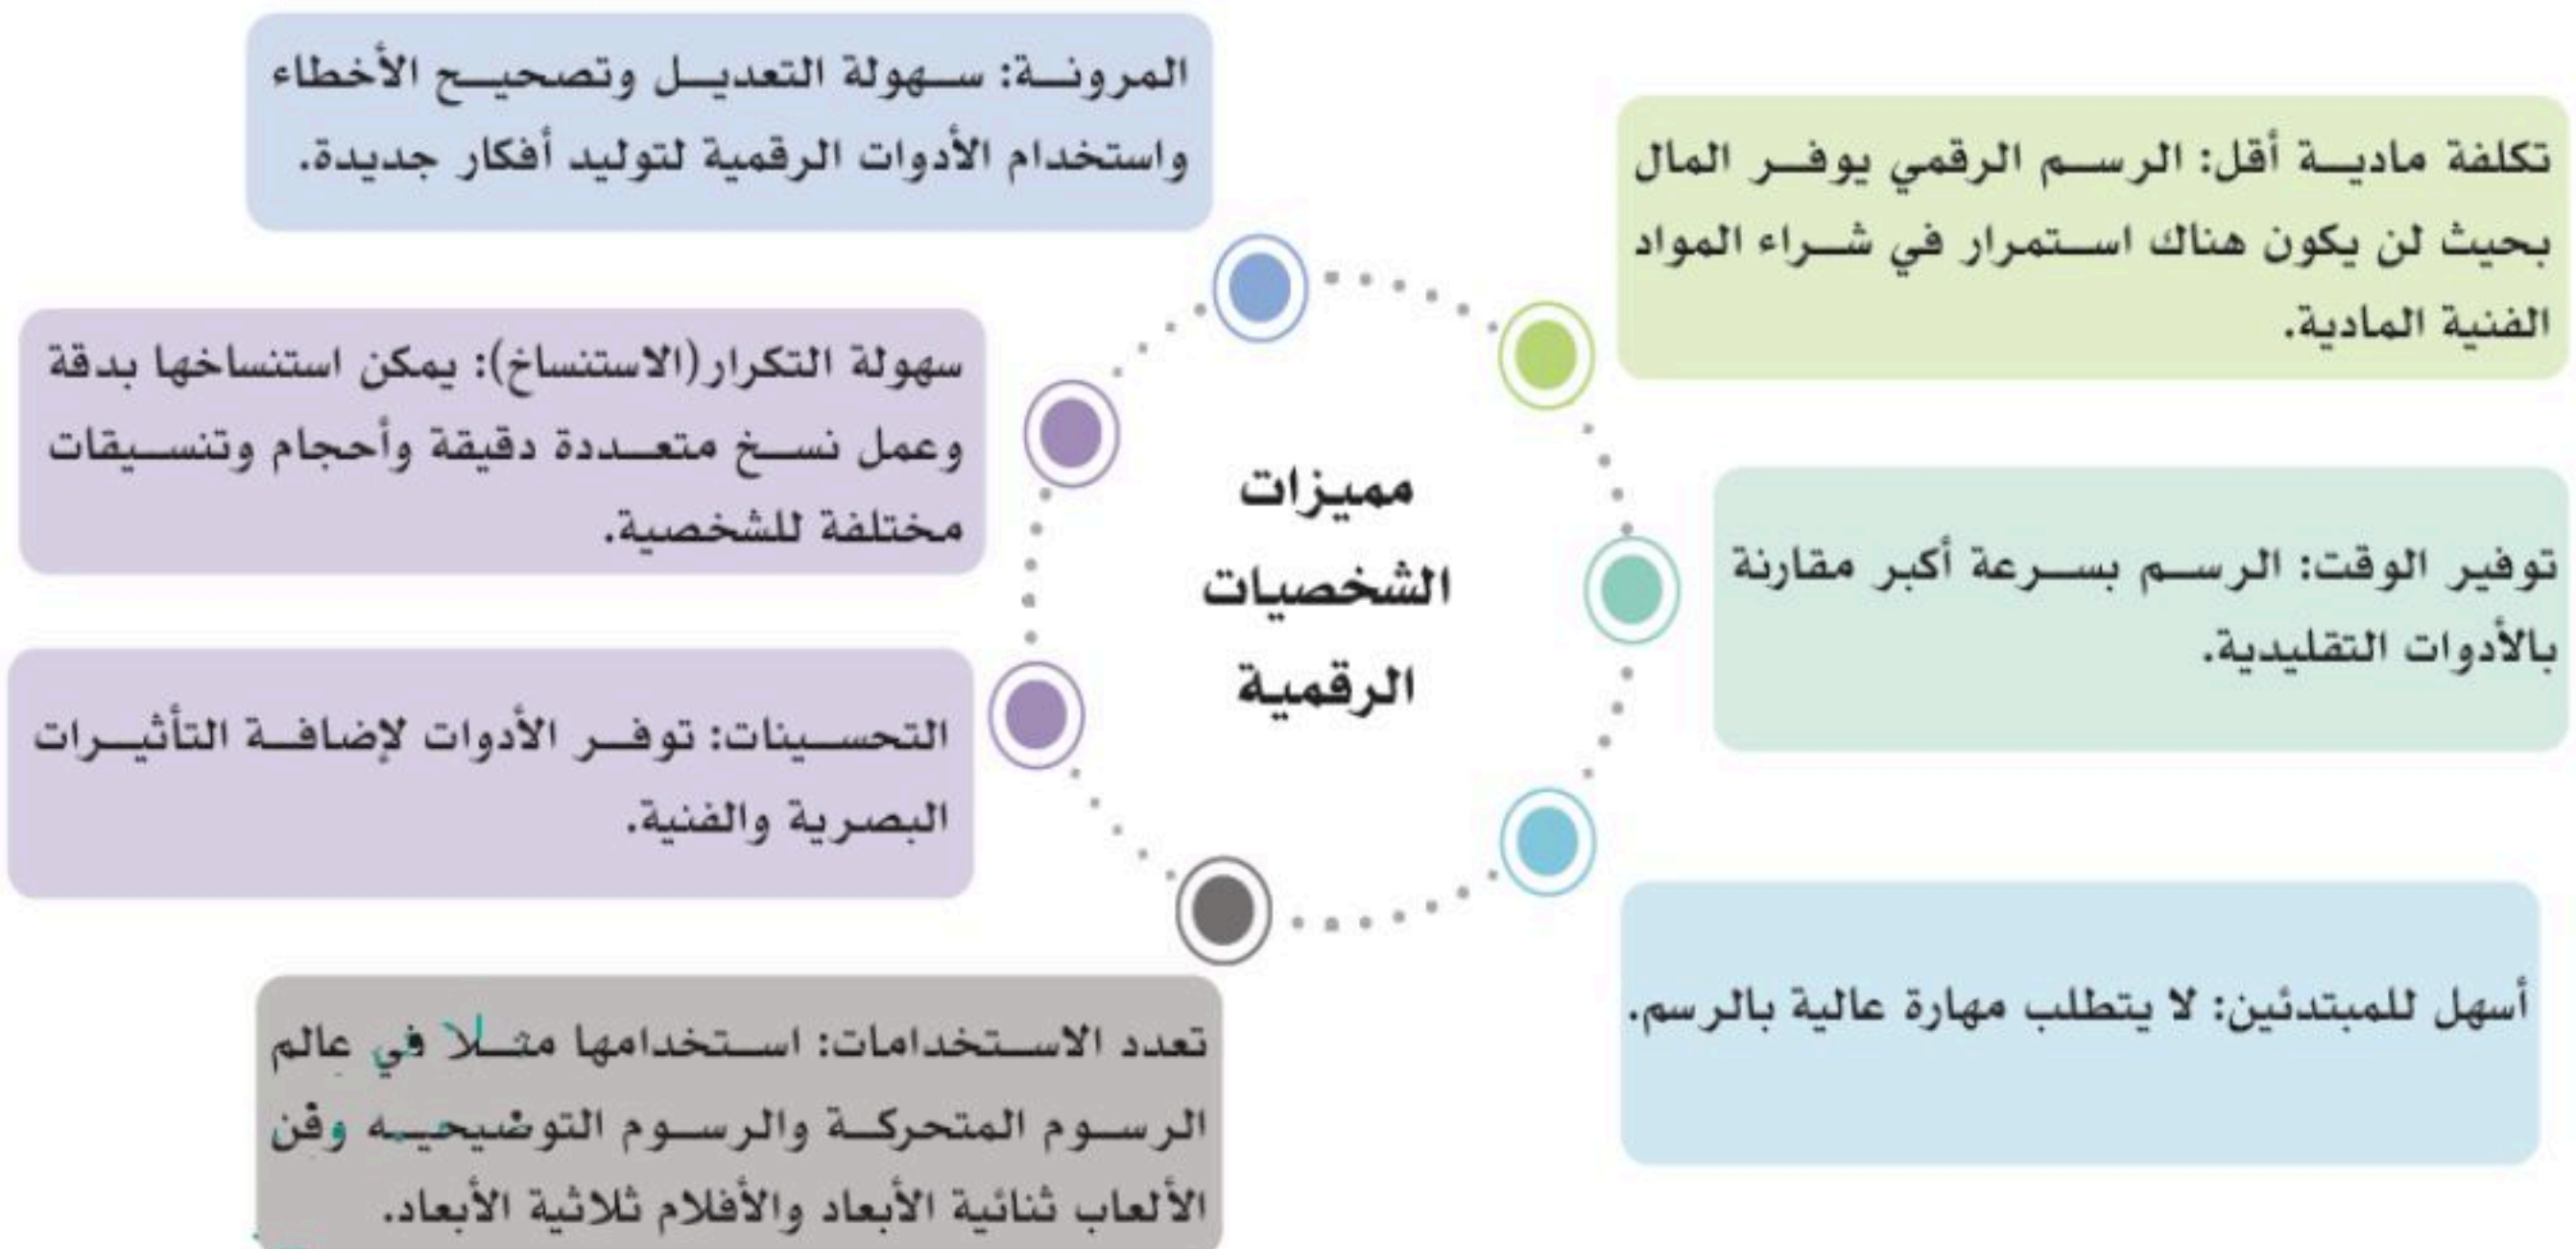 مميزات
الشخصيات
الرقمية
تكلفة مادية أقل: الرسم الرقمي يوفر المال
بحيث لن يكون هناك استمرار في شراء المواد
الفنية المادية.
توفير الوقت: الرسم بسرعة أكبر مقارنة
بالأدوات التقليدية.
أسهل للمبتدئين: لا يتطلب مهارة عالية بالرسم.
المرونة: سهولة التعديل وتصحيح الأخطاء
واستخدام الأدوات الرقمية لتوليد أفكار جديدة.
سهولة التكرار(الاستنساخ): يمكن استنساخها بدقة
وعمل نسخ متعددة دقيقة وأحجام وتنسيقات
مختلفة للشخصية.
التحسينات: توفر الأدوات لإضافة التأثيرات
البصرية والفنية.
تعدد الاستخدامات: استخدامها مثلا في عالم
الرسوم المتحركة والرسوم التوضيحيه وفن
الألعاب ثنائية الأبعاد والأفلام ثلاثية الأبعاد.